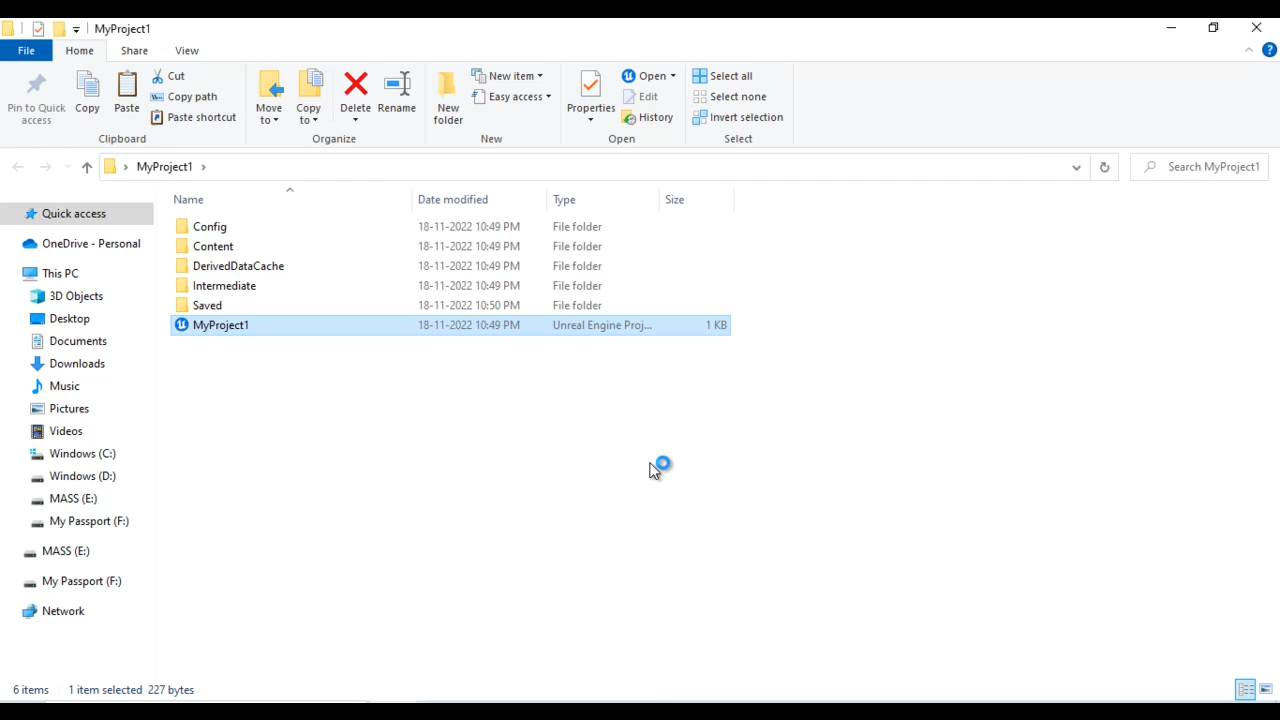 MyProject1
File Home Share View
Pin to Quick access
Copy
Paste
Cut
Copy path
Paste shortcut
Clipboard
Move to
Copy to
Delete
Rename
Organize
New folder
New item
Easy access
New
Properties
Open
Edit
History
Open
Select all
Select none
Invert selection
Select
MyProject1
Search MyProject1
Name Date modified Type Size
Config 18-11-2022 10:49 PM File folder
Content 18-11-2022 10:49 PM File folder
DerivedDataCache 18-11-2022 10:49 PM File folder
Intermediate 18-11-2022 10:49 PM File folder
Saved 18-11-2022 10:50 PM File folder
MyProject1 18-11-2022 10:49 PM Unreal Engine Proj... 1 KB
Quick access
OneDrive - Personal
This PC
3D Objects
Desktop
Documents
Downloads
Music
Pictures
Videos
Windows (C:)
Windows (D:)
MASS (E:)
My Passport (F:)
MASS (E:)
My Passport (F:)
Network
6 items 1 item selected 227 bytes